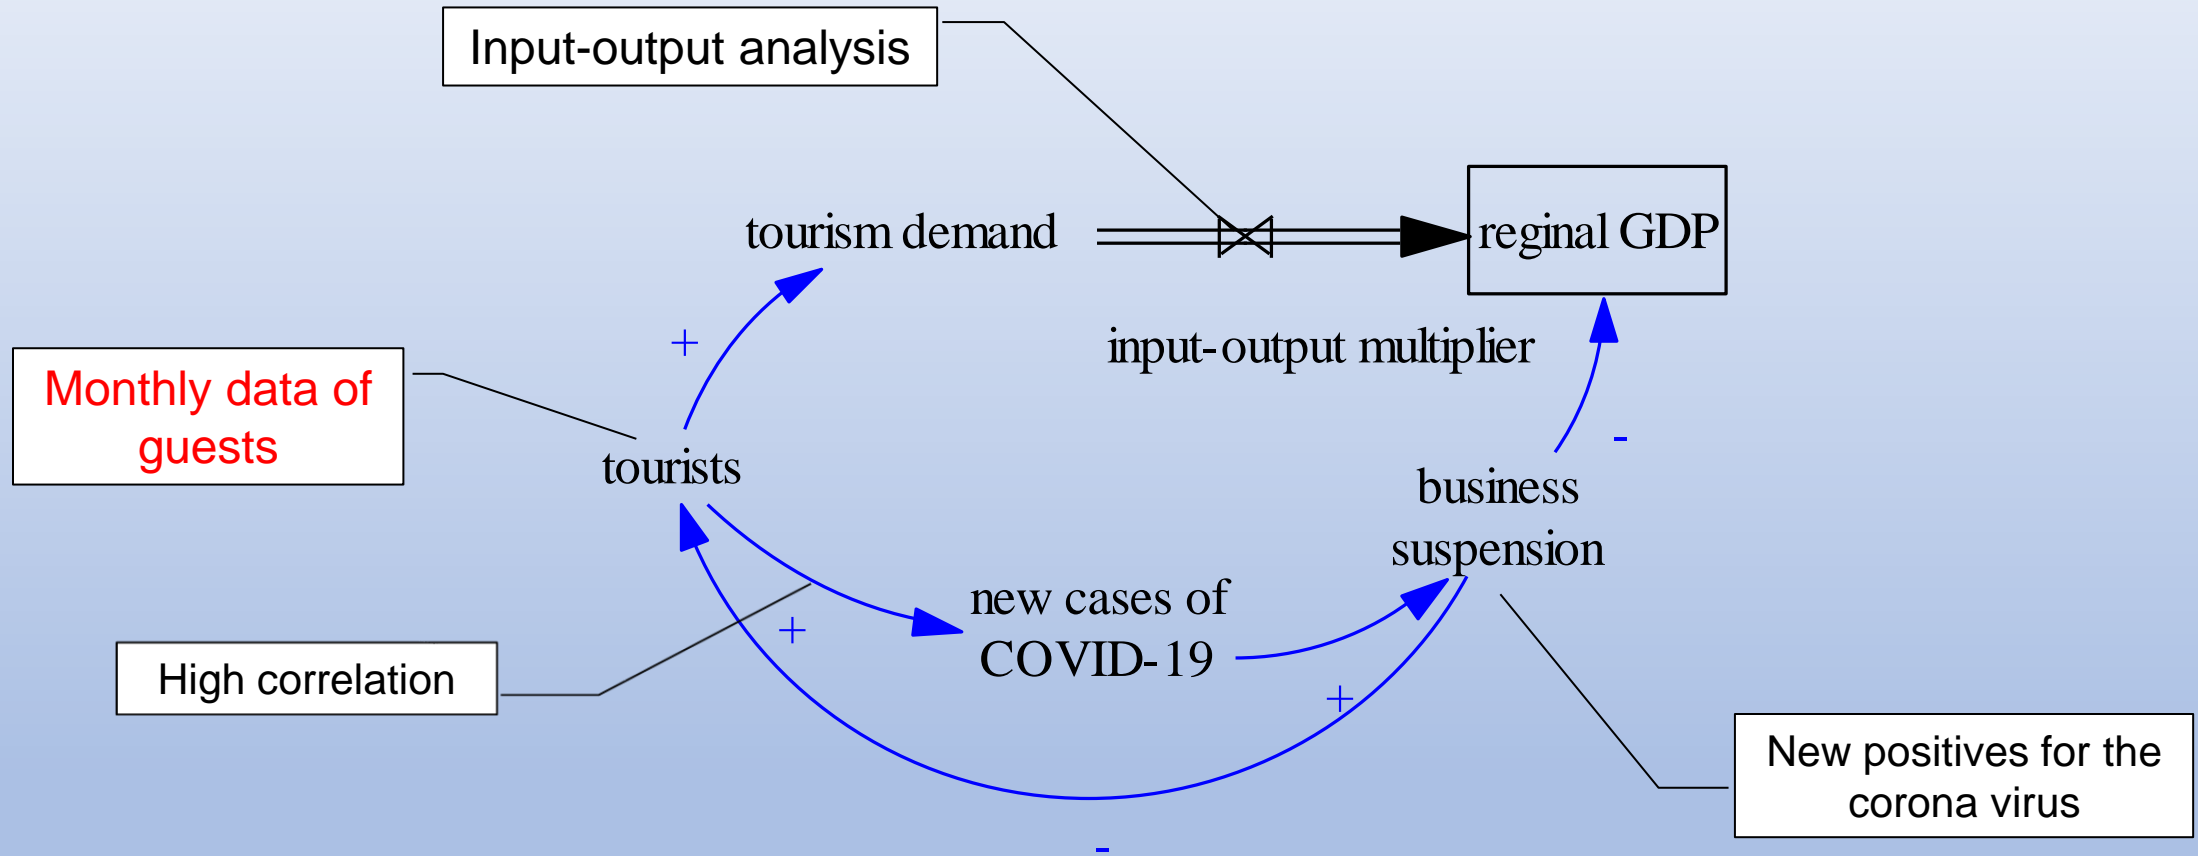 Input-output analysis
tourism demand
reginal GDP
+
input-output multiplier
Monthly data of
guests
-
tourists
business
suspension
new cases of
COVID-19
+
High correlation
+
New positives for the
corona virus
-